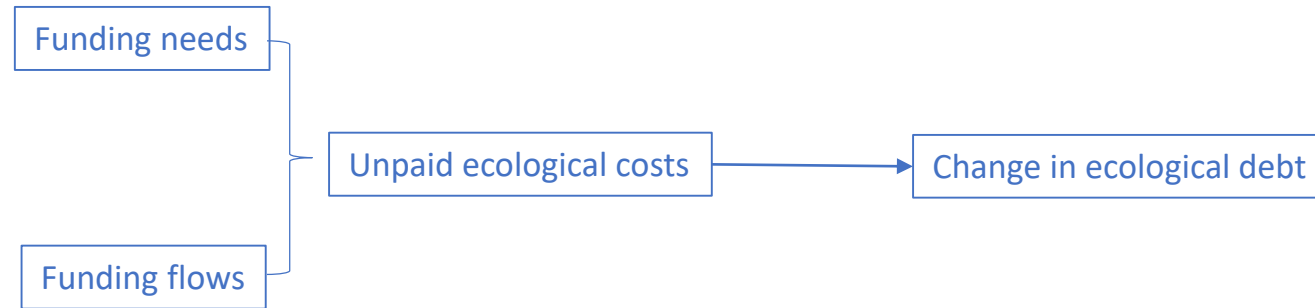 Funding needs
Unpaid ecological costs
Change in ecological debt
Funding flows